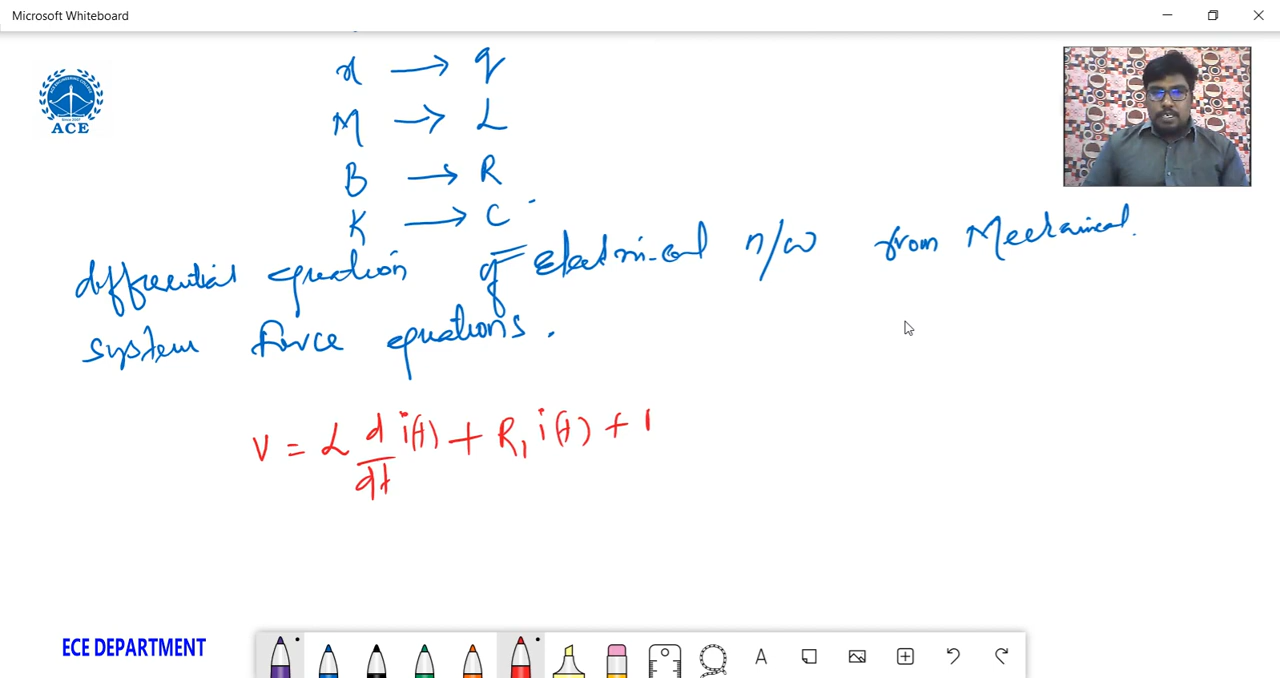 Microsoft Whiteboard
x → q
M → L
B → R
K → C
differential equation of Electrical n/w from Mechanical.
system force equations.
V = L d/dt i(t) + R1 i(t) + 1
ACE
ECE DEPARTMENT
A